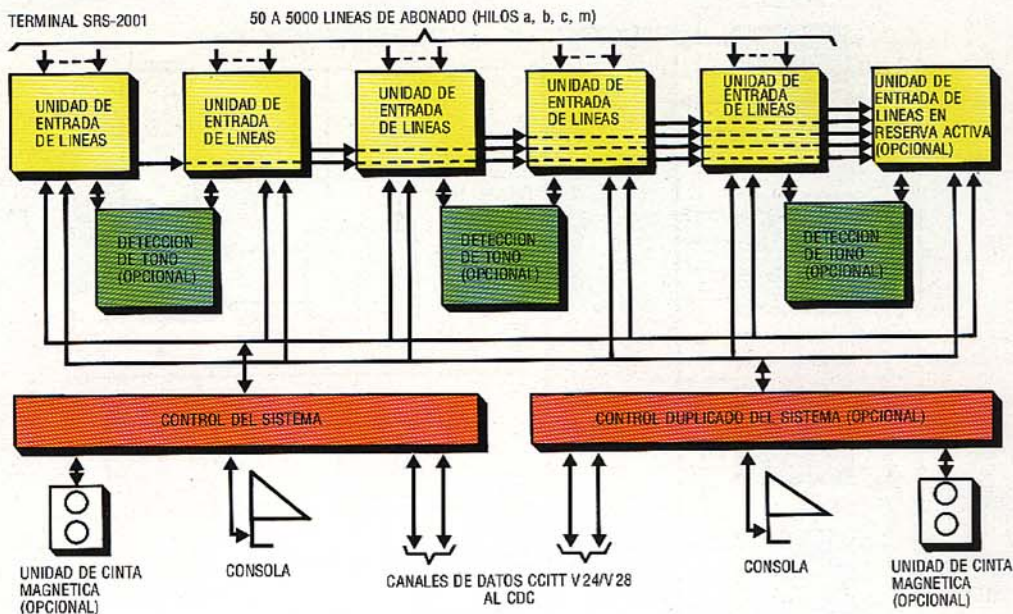 TERMINAL SRS-2001
50 A 5000 LINEAS DE ABONADO (HILOS a, b, c, m)
UNIDAD DE
ENTRADA
DE LINEAS
UNIDAD DE
ENTRADA
DE LINEAS
UNIDAD DE
ENTRADA
DE LINEAS
UNIDAD DE
ENTRADA
DE LINEAS
UNIDAD DE
ENTRADA
DE LINEAS
UNIDAD DE
ENTRADA DE
LINEAS EN
RESERVA ACTIVA
(OPCIONAL)
DETECCION
DE TONO
(OPCIONAL)
DETECCION
DE TONO
(OPCIONAL)
DETECCION
DE TONO
(OPCIONAL)
CONTROL DEL SISTEMA
CONTROL DUPLICADO DEL SISTEMA (OPCIONAL)
UNIDAD DE CINTA
MAGNETICA
(OPCIONAL)
CONSOLA
CANALES DE DATOS CCITT V24/V28
AL CDC
CONSOLA
UNIDAD DE CINTA
MAGNETICA
(OPCIONAL)